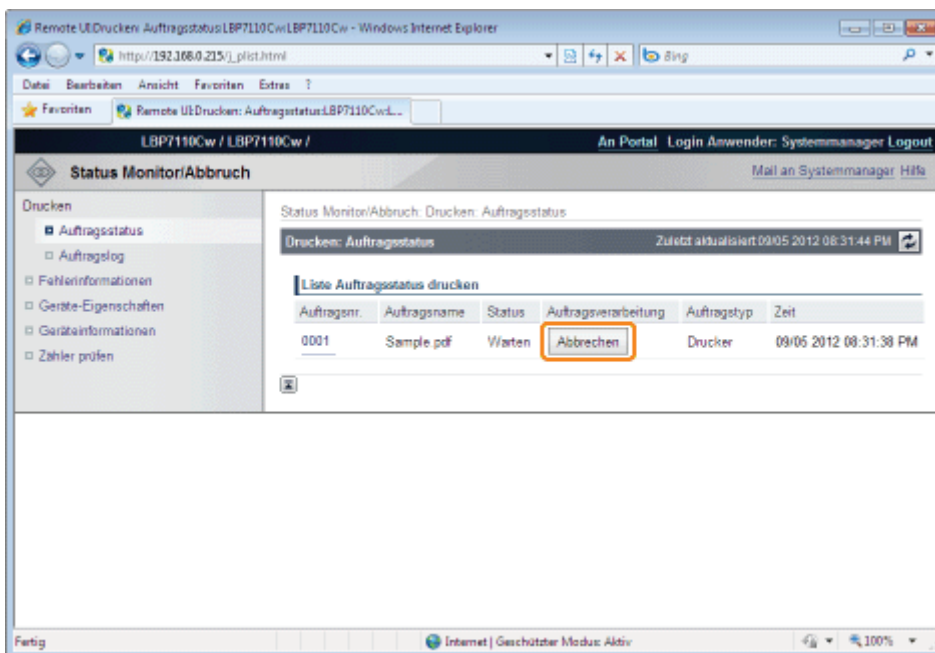 Remote UI:Drucken: Auftragsstatus:LBP7110Cw:LBP7110Cw - Windows Internet Explorer
http://192.168.0.215/j_plist.html
Bing
Datei Bearbeiten Ansicht Favoriten Extras ?
Favoriten Remote UI:Drucken: Auftragsstatus:LBP7110Cw:L...
LBP7110Cw / LBP7110Cw / An Portal Login Anwender: Systemmanager Logout
Status Monitor/Abbruch Mail an Systemmanager Hilfe
Drucken
Auftragsstatus
Auftragslog
Fehlerinformationen
Geräte-Eigenschaften
Geräteinformationen
Zähler prüfen
Status Monitor/Abbruch: Drucken: Auftragsstatus
Drucken: Auftragsstatus Zuletzt aktualisiert:09/05 2012 08:31:44 PM
Liste Auftragsstatus drucken
Auftragsnr. Auftragsname Status Auftragsverarbeitung Auftragstyp Zeit
0001 Sample.pdf Warten Abbrechen Drucker 09/05 2012 08:31:38 PM
Fertig Internet | Geschützter Modus: Aktiv 100%